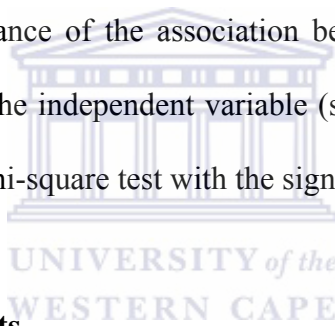 ance of the association be
he independent variable (s
ni-square test with the sign
UNIVERSITY of the
WESTERN CAPE
ts